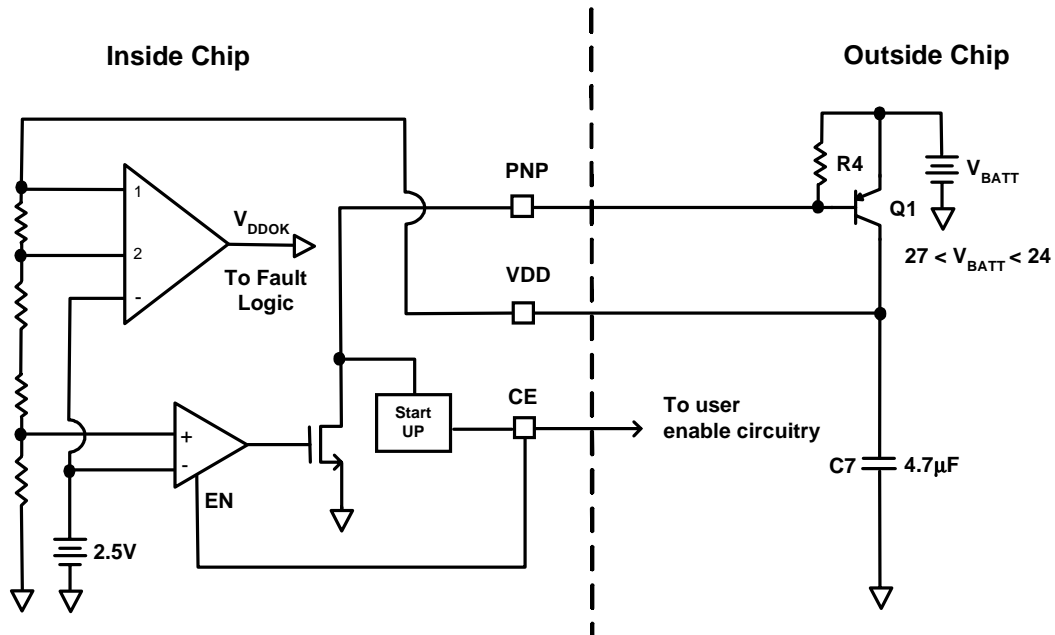 Inside Chip
Outside Chip
1
2
-
V_DDOK
To Fault
Logic
PNP
R4
V_BATT
Q1
27 < V_BATT < 24
VDD
CE
Start
UP
To user
enable circuitry
+
-
EN
2.5V
C7
4.7μF